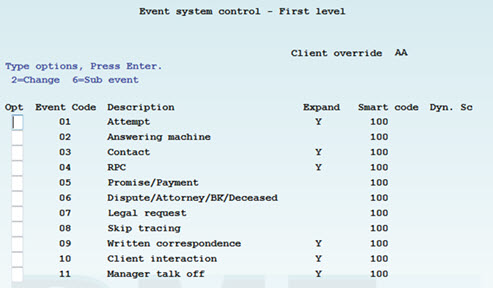 Event system control - First level
Client override AA
Type options, Press Enter.
2=Change 6=Sub event
Opt Event Code Description Expand Smart code Dyn. Sc
01 Attempt Y 100
02 Answering machine 100
03 Contact Y 100
04 RPC Y 100
05 Promise/Payment 100
06 Dispute/Attorney/BK/Deceased 100
07 Legal request 100
08 Skip tracing 100
09 Written correspondence Y 100
10 Client interaction Y 100
11 Manager talk off Y 100